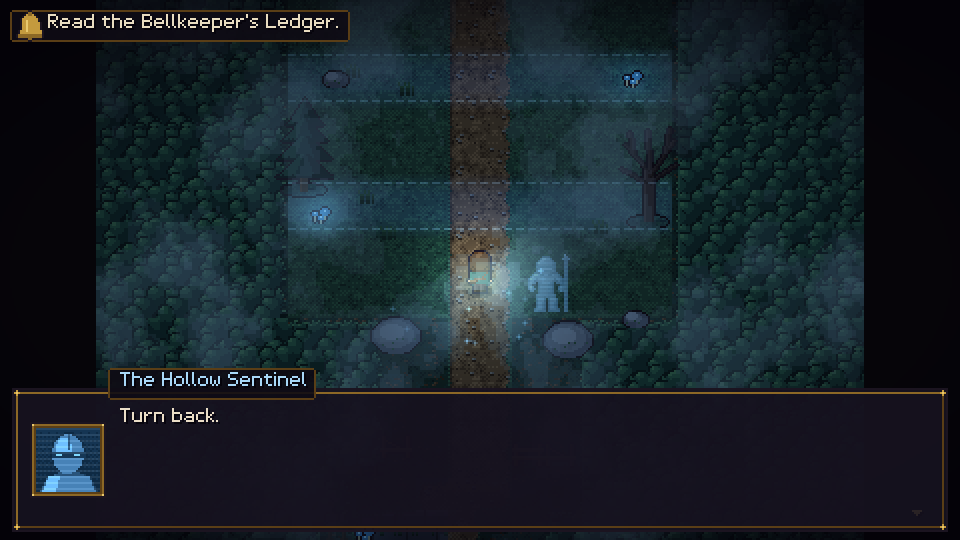 Read the Bellkeeper's Ledger.
The Hollow Sentinel
Turn back.